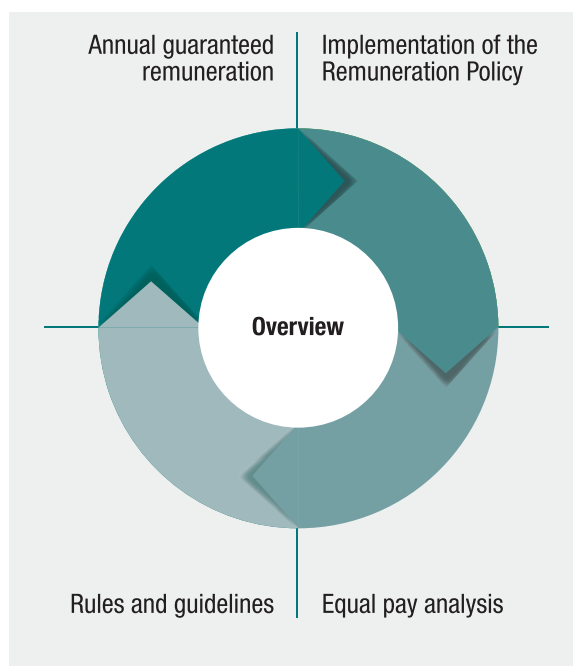 Annual guaranteed
remuneration
Implementation of the
Remuneration Policy
Overview
Rules and guidelines
Equal pay analysis